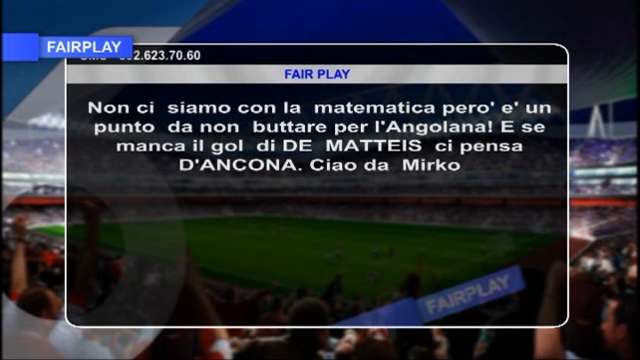 FAIRPLAY
FAIR PLAY
Non ci siamo con la matematica pero' e' un
punto da non buttare per l'Angolana! E se
manca il gol di DE MATTEIS ci pensa
D'ANCONA. Ciao da Mirko
FAIRPLAY